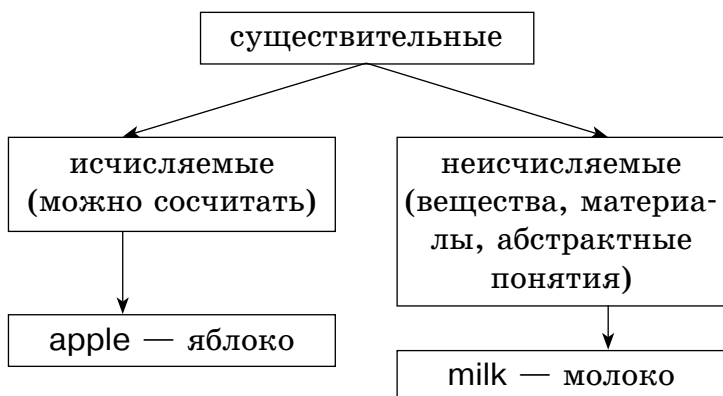 существительные
исчисляемые
(можно сосчитать)
неисчисляемые
(вещества, материа-
лы, абстрактные
понятия)
apple — яблоко
milk — молоко